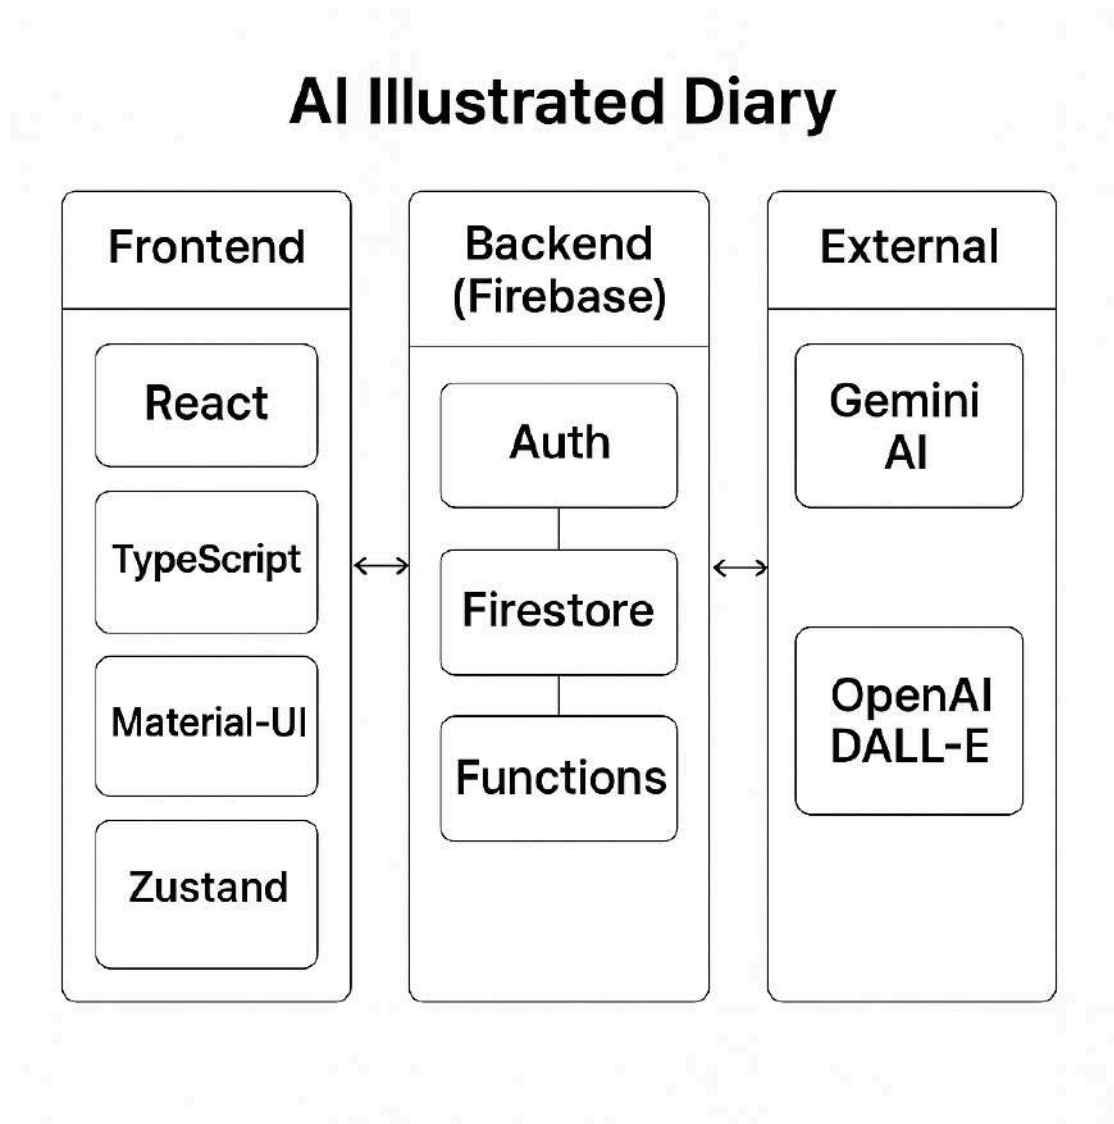 AI Illustrated Diary
Frontend
React
TypeScript
Material-UI
Zustand
Backend
(Firebase)
Auth
Firestore
Functions
External
Gemini
AI
OpenAI
DALL-E